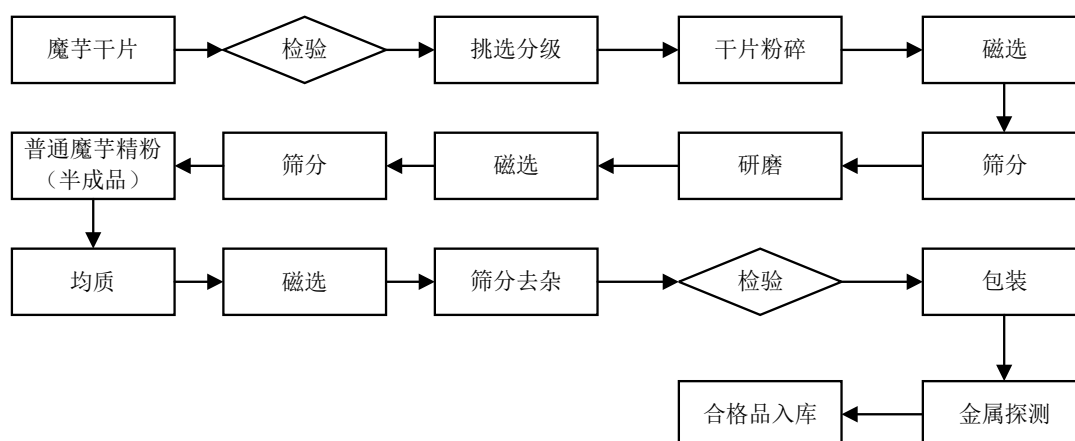 魔芋干片
检验
挑选分级
干片粉碎
磁选
筛分
研磨
磁选
筛分
普通魔芋精粉
（半成品）
均质
磁选
筛分去杂
检验
包装
金属探测
合格品入库